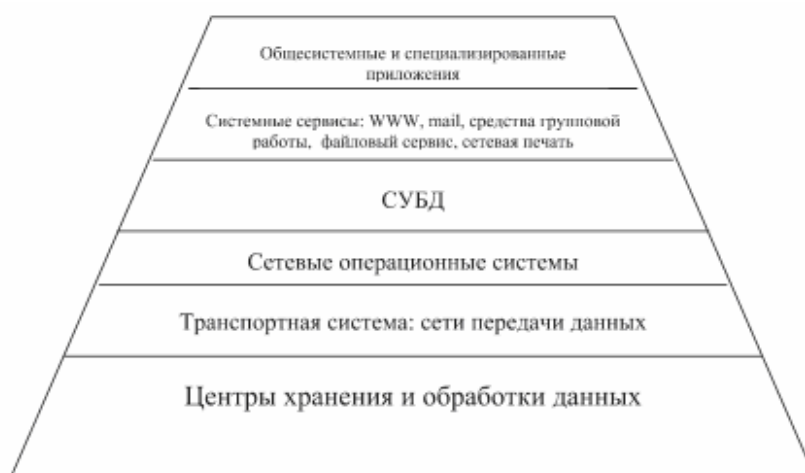 Общесистемные и специализированные
приложения
Системные сервисы: WWW, mail, средства групповой
работы, файловый сервис, сетевая печать
СУБД
Сетевые операционные системы
Транспортная система: сети передачи данных
Центры хранения и обработки данных